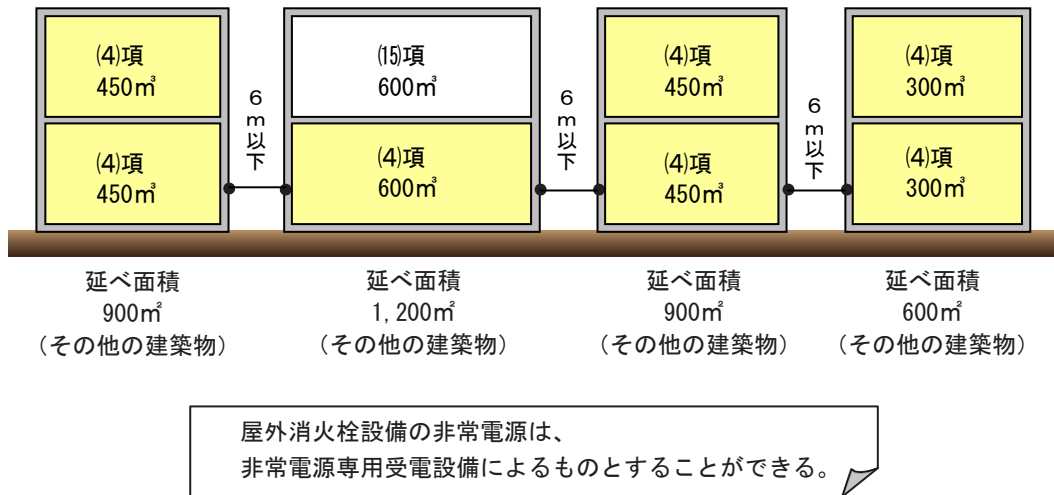 (4)項
450㎡
(4)項
450㎡
6m以下
⒂項
600㎡
(4)項
600㎡
6m以下
(4)項
450㎡
(4)項
450㎡
6m以下
(4)項
300㎡
(4)項
300㎡
延べ面積
900㎡
(その他の建築物)
延べ面積
1,200㎡
(その他の建築物)
延べ面積
900㎡
(その他の建築物)
延べ面積
600㎡
(その他の建築物)
屋外消火栓設備の非常電源は、
非常電源専用受電設備によるものとすることができる。